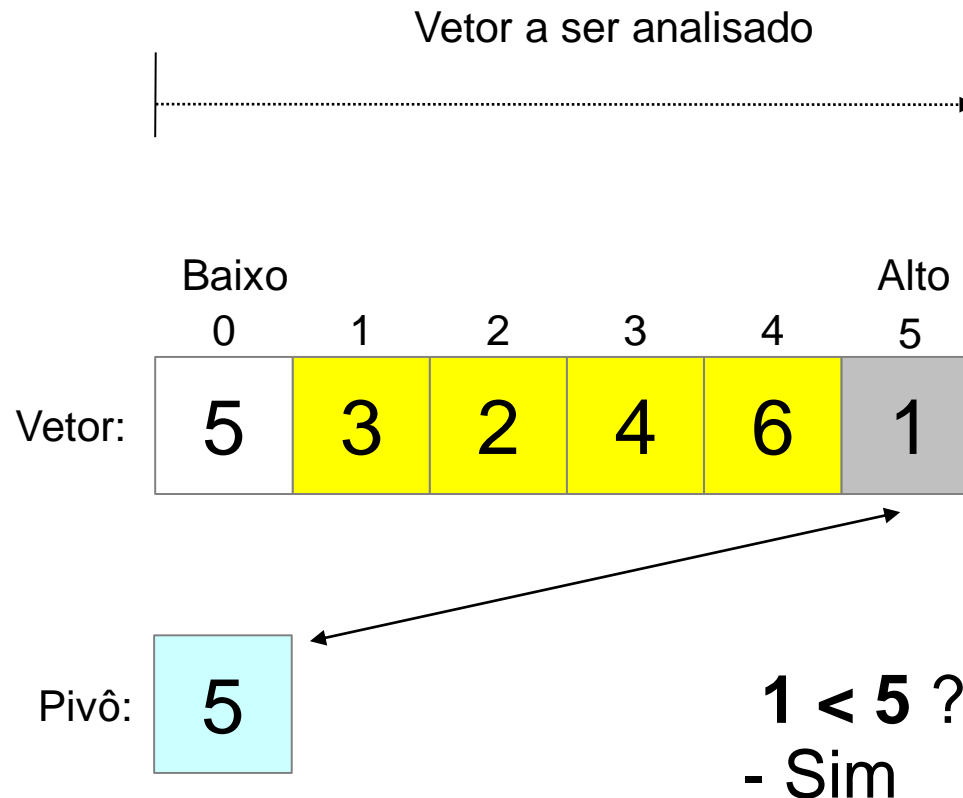 Vetor a ser analisado
Baixo Alto
0 1 2 3 4 5
Vetor: 5 3 2 4 6 1
Pivô: 5
1 < 5 ?
- Sim